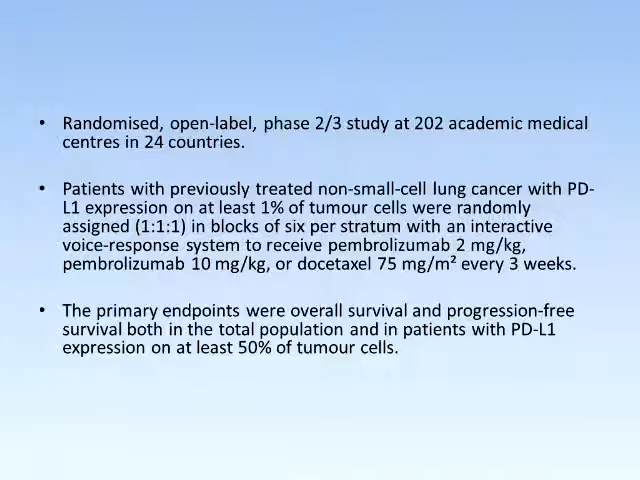 • Randomised, open-label, phase 2/3 study at 202 academic medical
centres in 24 countries.
• Patients with previously treated non-small-cell lung cancer with PD-
L1 expression on at least 1% of tumour cells were randomly
assigned (1:1:1) in blocks of six per stratum with an interactive
voice-response system to receive pembrolizumab 2 mg/kg,
pembrolizumab 10 mg/kg, or docetaxel 75 mg/m² every 3 weeks.
• The primary endpoints were overall survival and progression-free
survival both in the total population and in patients with PD-L1
expression on at least 50% of tumour cells.